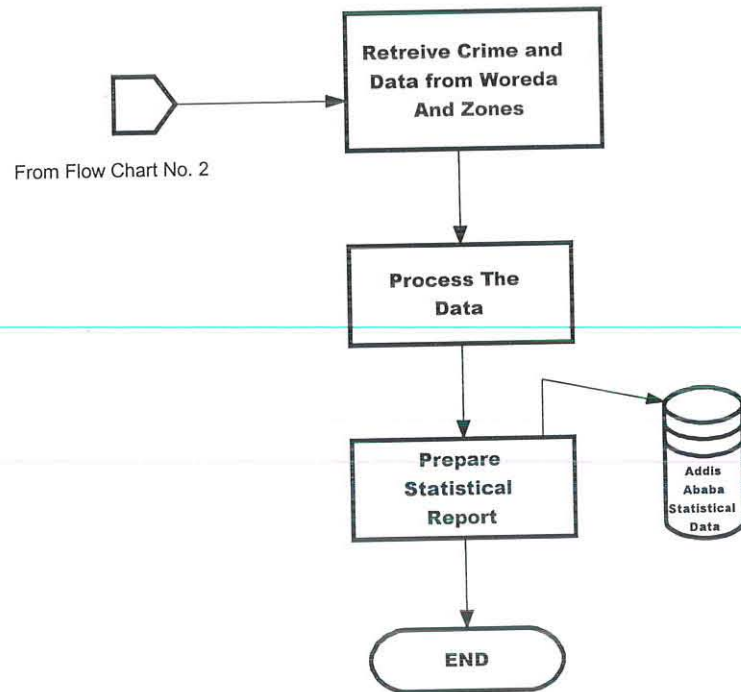 Retreive Crime and
Data from Woreda
And Zones
From Flow Chart No. 2
Process The
Data
Prepare
Statistical
Report
Addis
Ababa
Statistical
Data
END